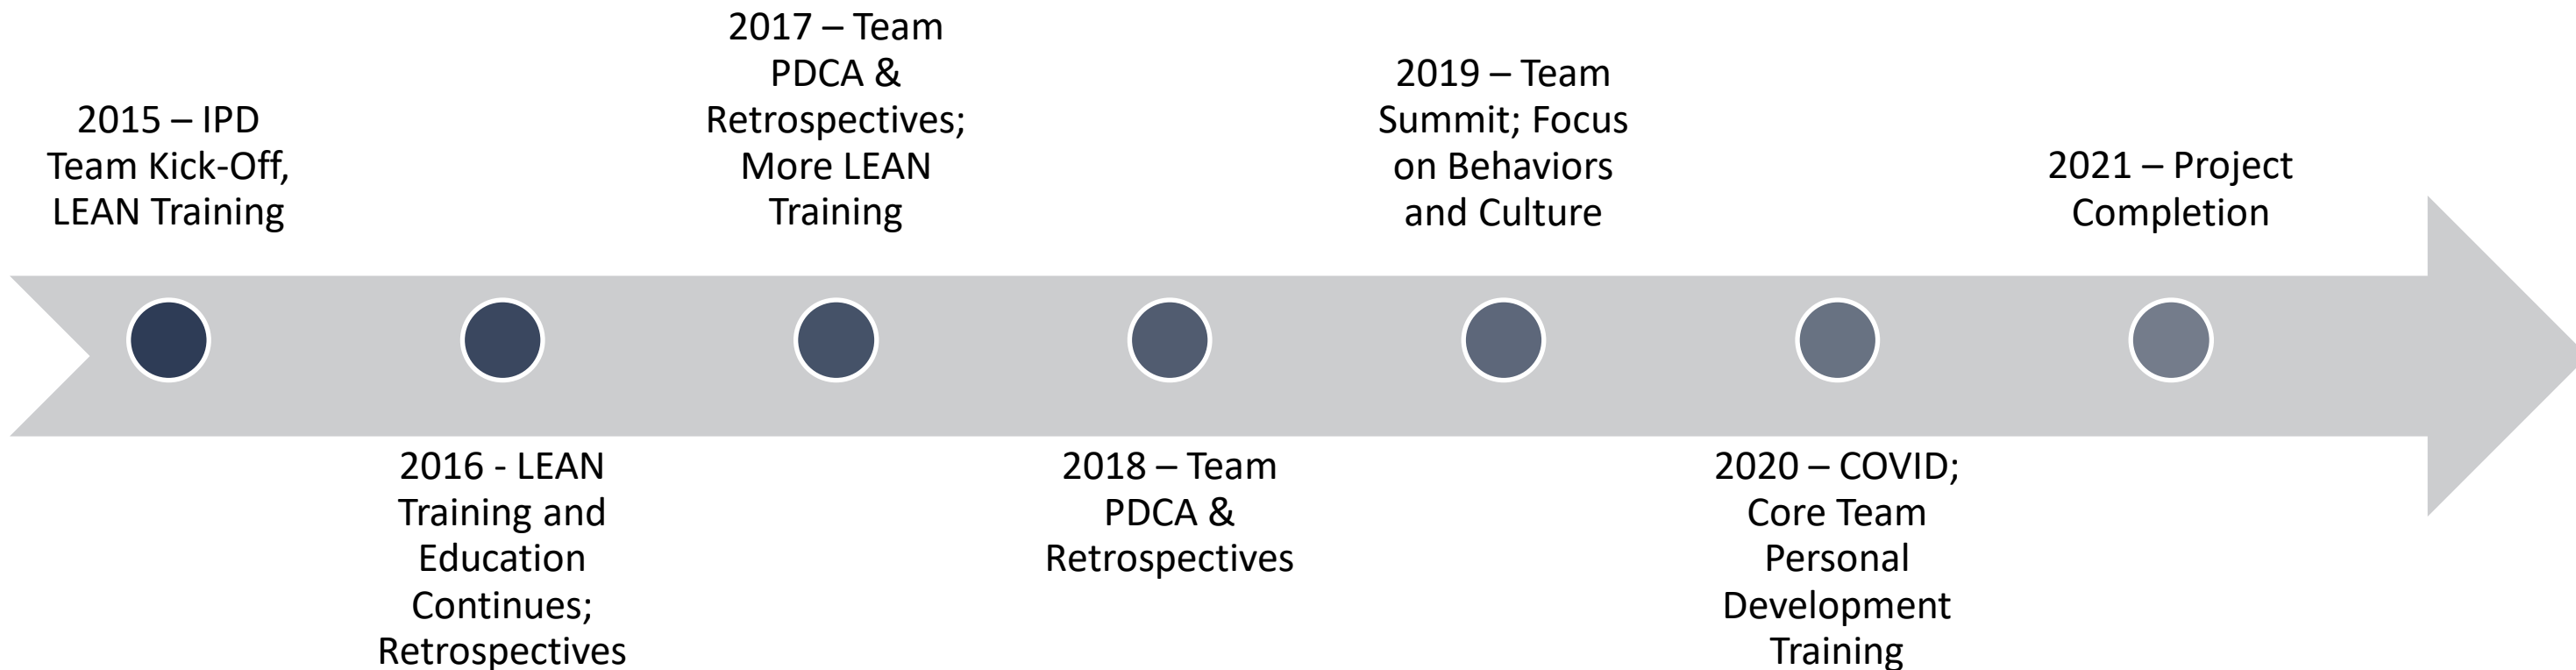 2015 – IPD
Team Kick-Off,
LEAN Training
2016 - LEAN
Training and
Education
Continues;
Retrospectives
2017 – Team
PDCA &
Retrospectives;
More LEAN
Training
2018 – Team
PDCA &
Retrospectives
2019 – Team
Summit; Focus
on Behaviors
and Culture
2020 – COVID;
Core Team
Personal
Development
Training
2021 – Project
Completion